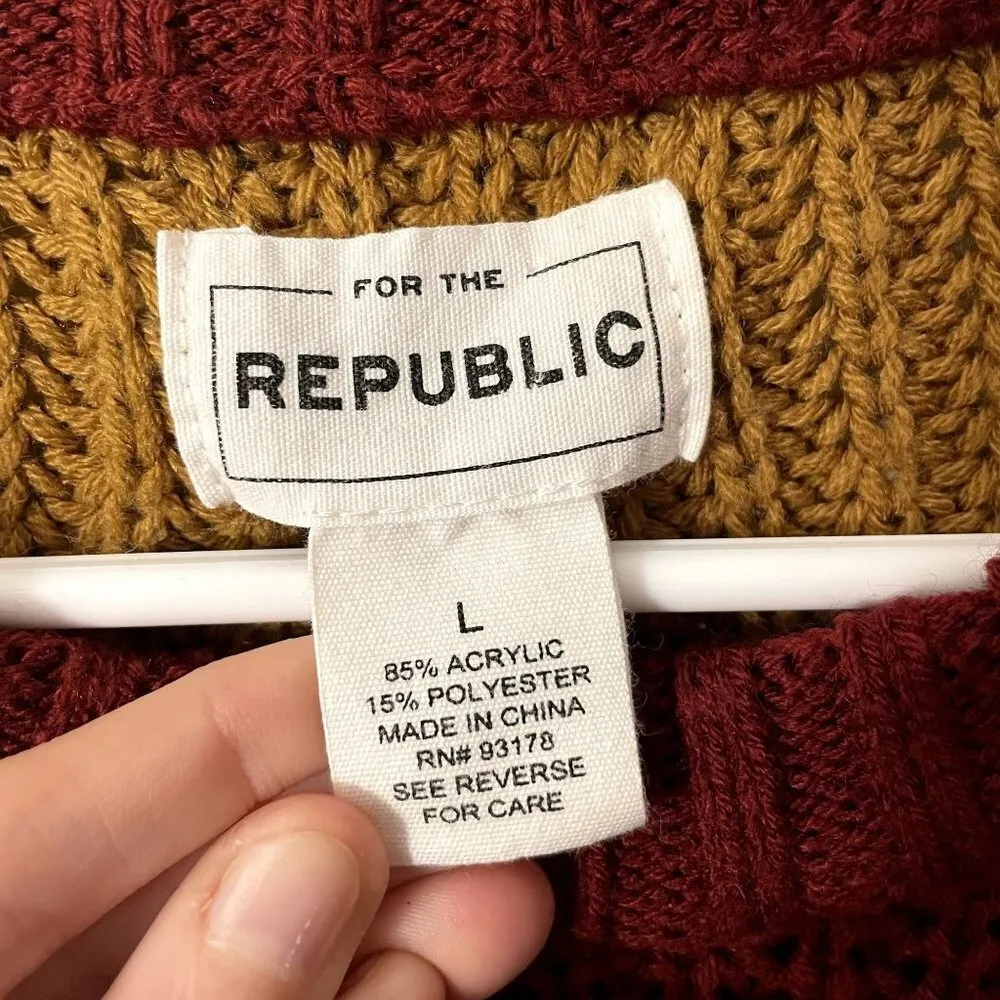 FOR THE
REPUBLIC
L
85% ACRYLIC
15% POLYESTER
MADE IN CHINA
RN# 93178
SEE REVERSE
FOR CARE